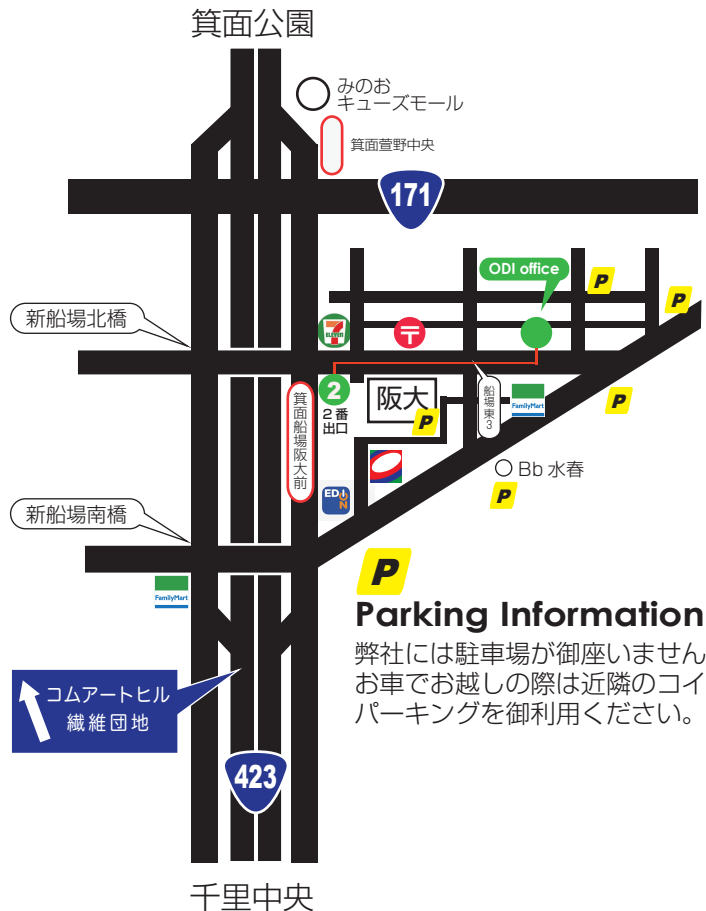 箕面公園
みのお
キューズモール
箕面萱野中央
171
ODI office
P
P
新船場北橋
7
ELEVEN
〒
2
2番
出口
箕面船場阪大前
阪大
P
船場東3
FamilyMart
P
Bb 水春
P
EDION
新船場南橋
FamilyMart
P
Parking Information
弊社には駐車場が御座いません
お車でお越しの際は近隣のコイ
パーキングを御利用ください。
コムアートヒル
繊維団地
423
千里中央